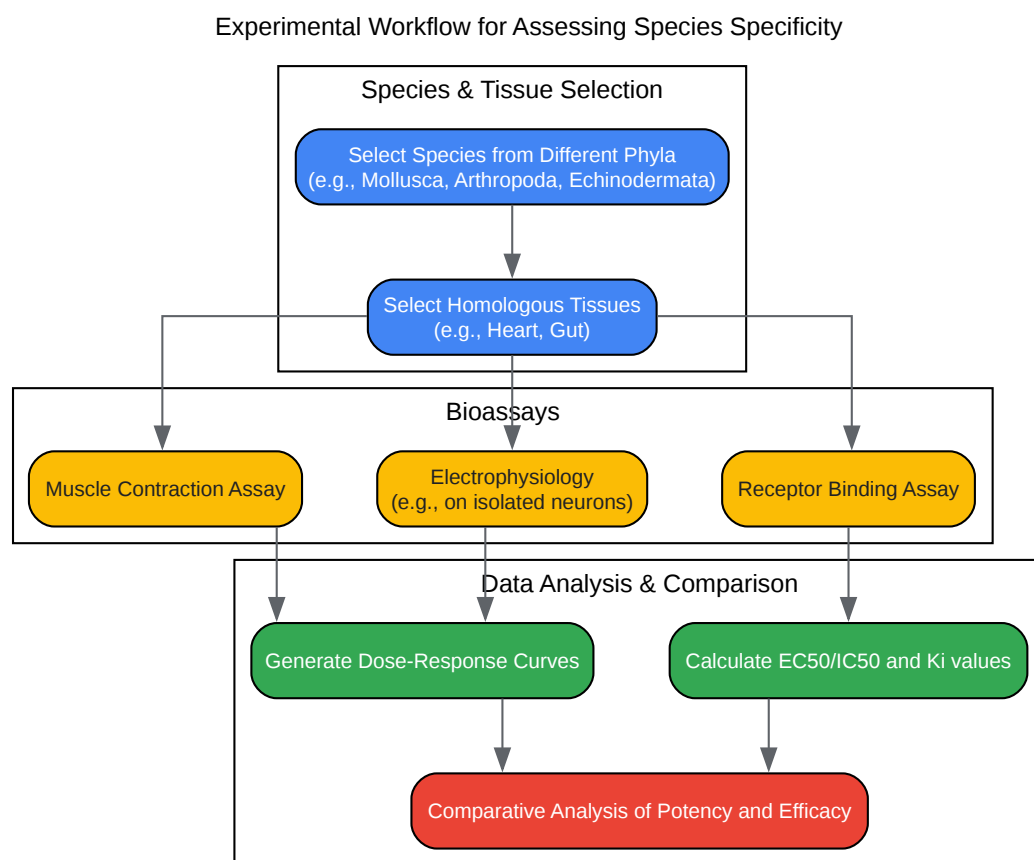 Experimental Workflow for Assessing Species Specificity
Species & Tissue Selection
Select Species from Different Phyla
(e.g., Mollusca, Arthropoda, Echinodermata)
Select Homologous Tissues
(e.g., Heart, Gut)
Bioassays
Muscle Contraction Assay
Electrophysiology
(e.g., on isolated neurons)
Receptor Binding Assay
Data Analysis & Comparison
Generate Dose-Response Curves
Calculate EC50/IC50 and Ki values
Comparative Analysis of Potency and Efficacy